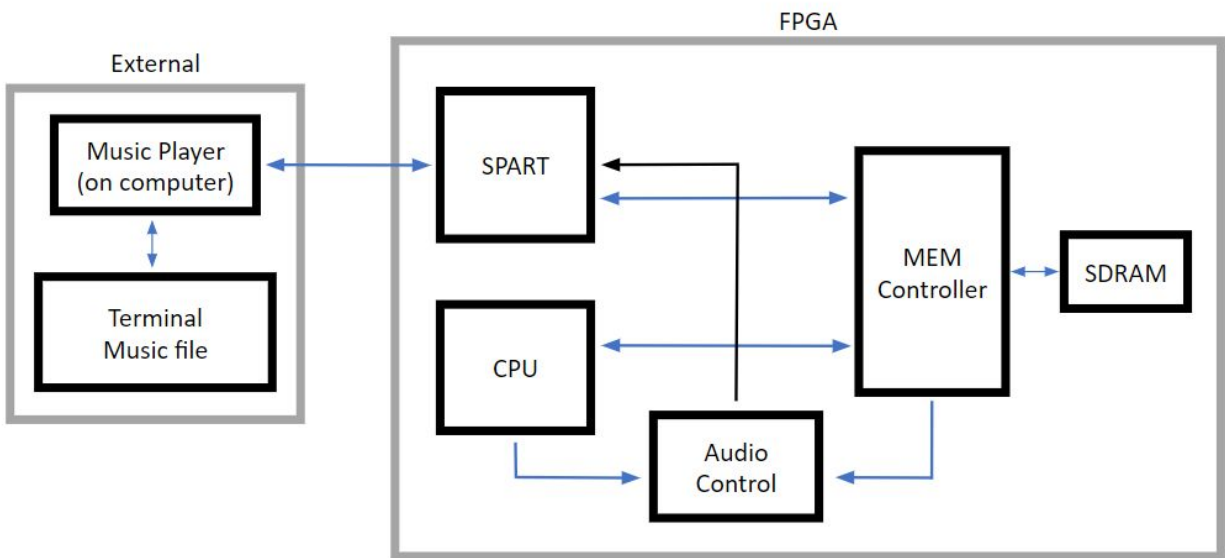 FPGA
External
Music Player
(on computer)
Terminal
Music file
SPART
CPU
MEM
Controller
SDRAM
Audio
Control